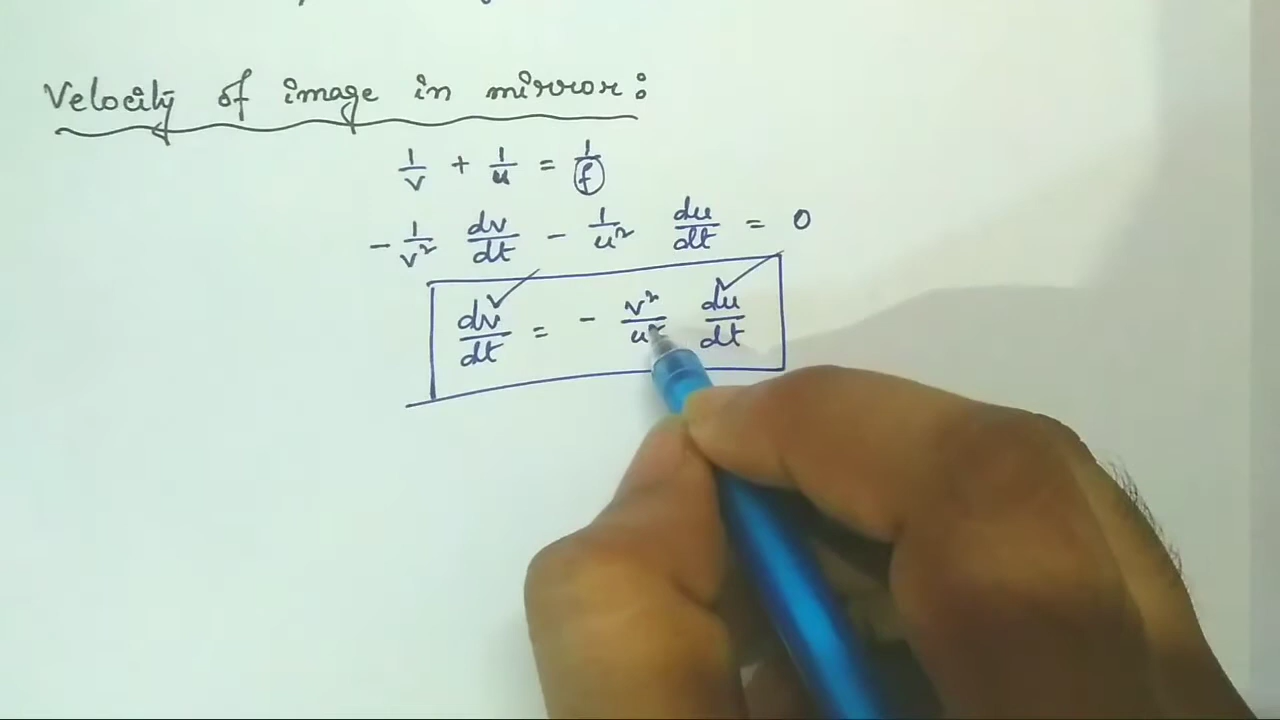 Velocity of image in mirror:
1/v + 1/u = 1/f
- 1/v² dv/dt - 1/u² du/dt = 0
dv/dt = - v²/u² du/dt